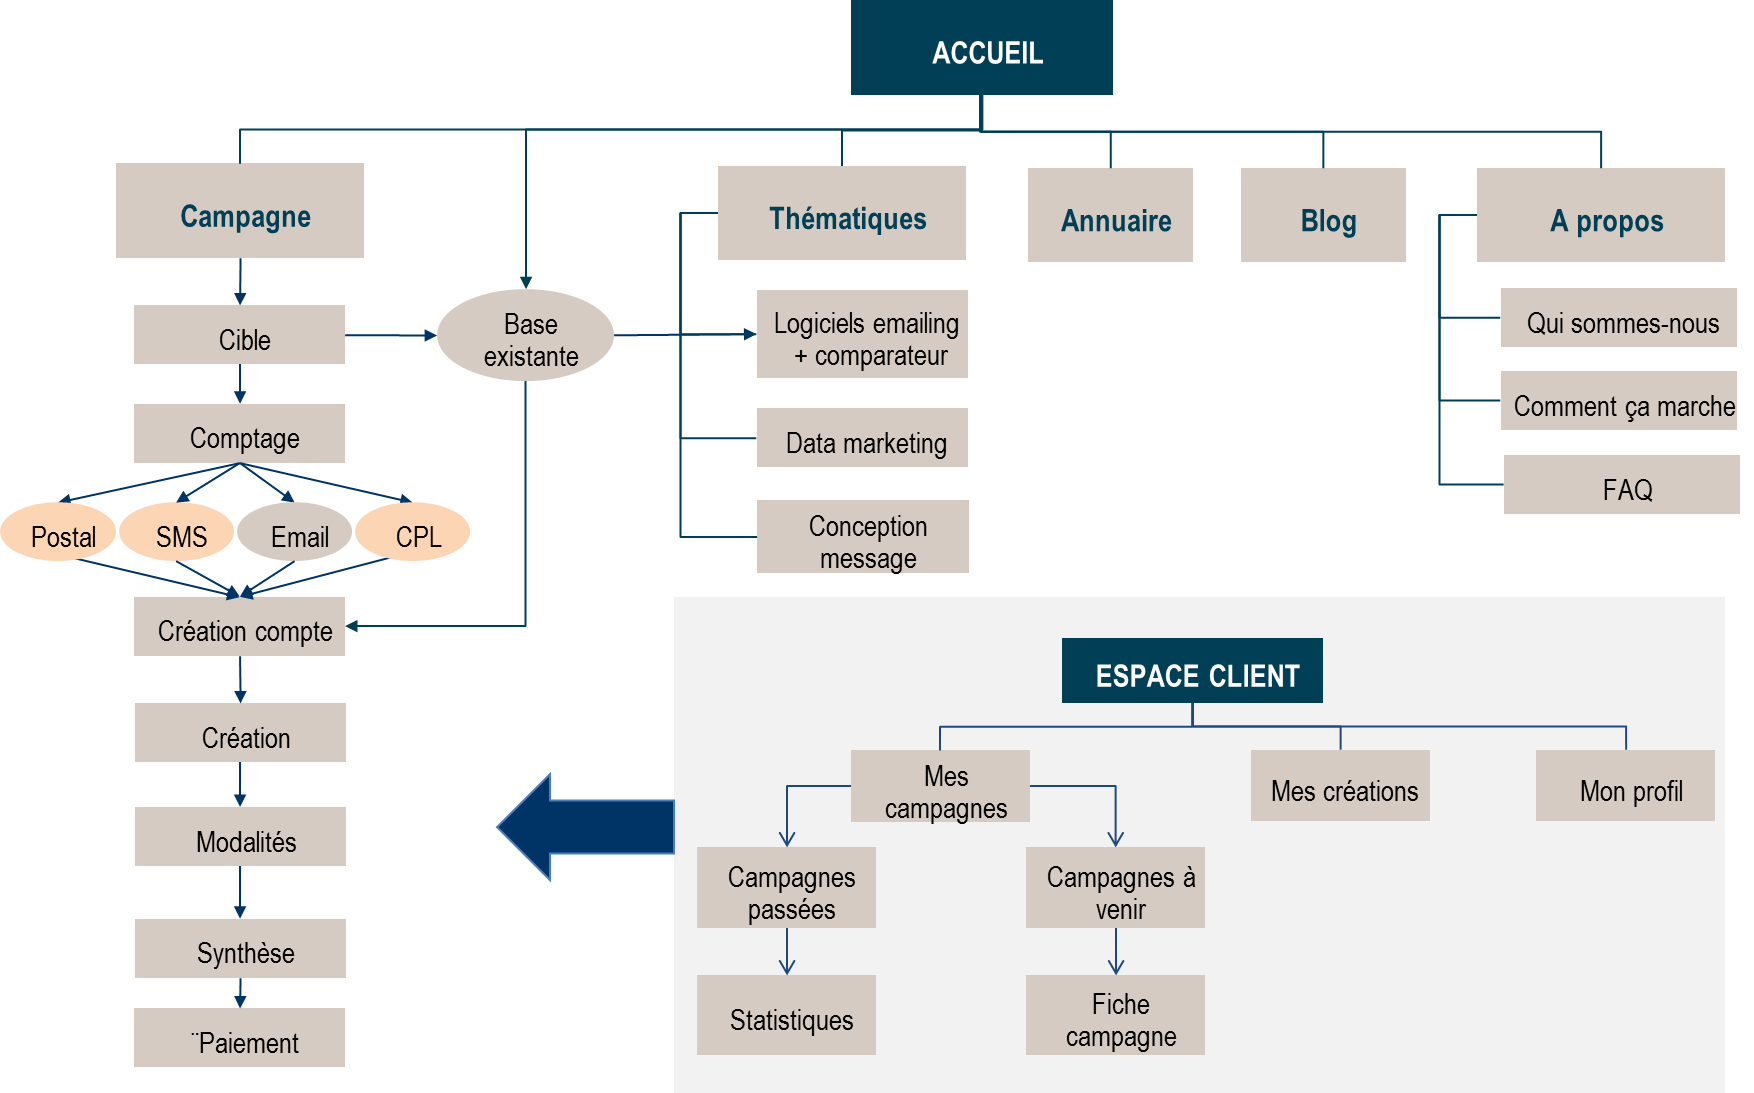 ACCUEIL
Campagne
Thématiques
Annuaire
Blog
A propos
Cible
Base
existante
Logiciels emailing
+ comparateur
Qui sommes-nous
Comptage
Data marketing
Comment ça marche
Postal
SMS
Email
CPL
Conception
message
FAQ
Création compte
ESPACE CLIENT
Création
Mes
campagnes
Mes créations
Mon profil
Modalités
Campagnes
passées
Campagnes à
venir
Synthèse
Statistiques
Fiche
campagne
¨Paiement